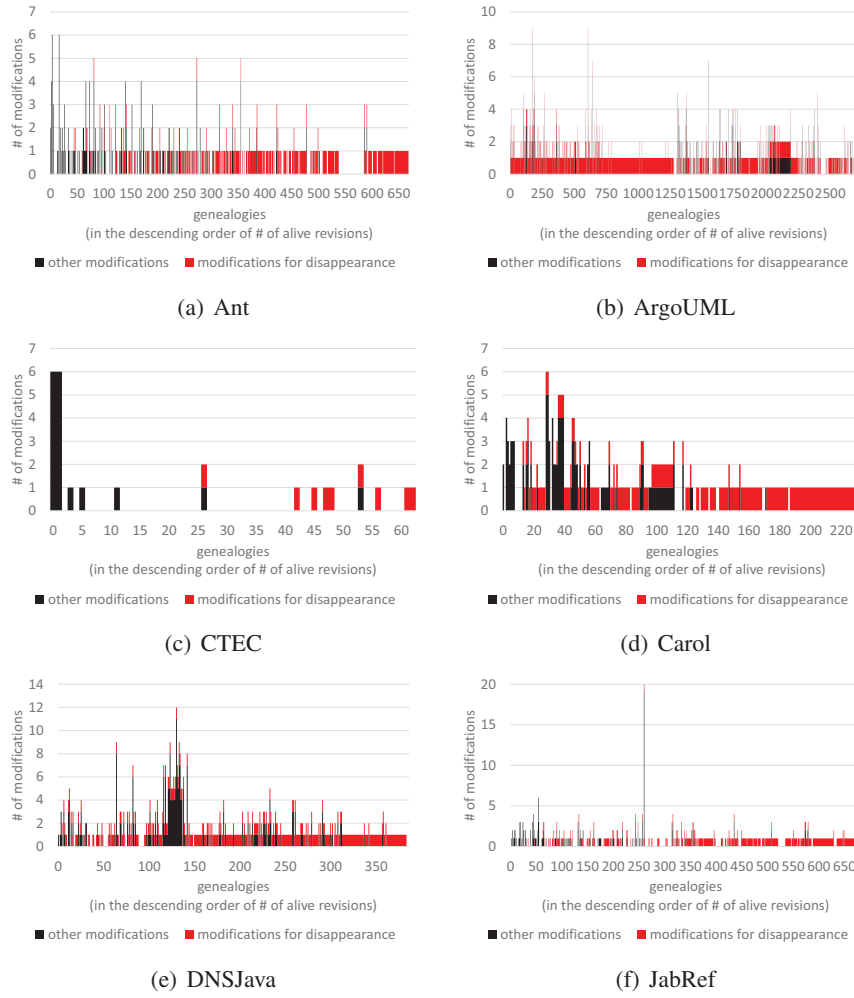 7
6
5
4
3
2
1
0
# of modifications
0 50 100 150 200 250 300 350 400 450 500 550 600 650
genealogies
(in the descending order of # of alive revisions)
other modifications modifications for disappearance
(a) Ant
10
8
6
4
2
0
# of modifications
0 250 500 750 1000 1250 1500 1750 2000 2250 2500
genealogies
(in the descending order of # of alive revisions)
other modifications modifications for disappearance
(b) ArgoUML
7
6
5
4
3
2
1
0
# of modifications
0 5 10 15 20 25 30 35 40 45 50 55 60
genealogies
(in the descending order of # of alive revisions)
other modifications modifications for disappearance
(c) CTEC
7
6
5
4
3
2
1
0
# of modifications
0 20 40 60 80 100 120 140 160 180 200 220
genealogies
(in the descending order of # of alive revisions)
other modifications modifications for disappearance
(d) Carol
14
12
10
8
6
4
2
0
# of modifications
0 50 100 150 200 250 300 350
genealogies
(in the descending order of # of alive revisions)
other modifications modifications for disappearance
(e) DNSJava
20
15
10
5
0
# of modifications
0 50 100 150 200 250 300 350 400 450 500 550 600 650
genealogies
(in the descending order of # of alive revisions)
other modifications modifications for disappearance
(f) JabRef